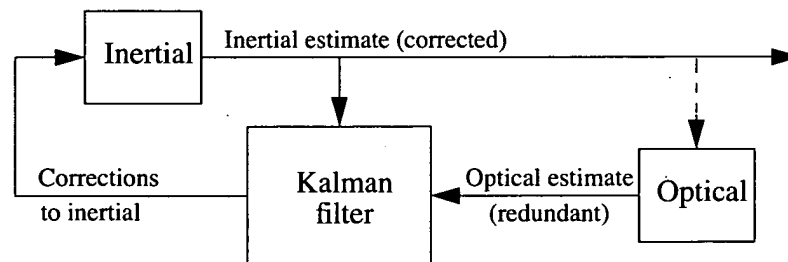 Inertial
Inertial estimate (corrected)
Corrections
to inertial
Kalman
filter
Optical estimate
(redundant)
Optical